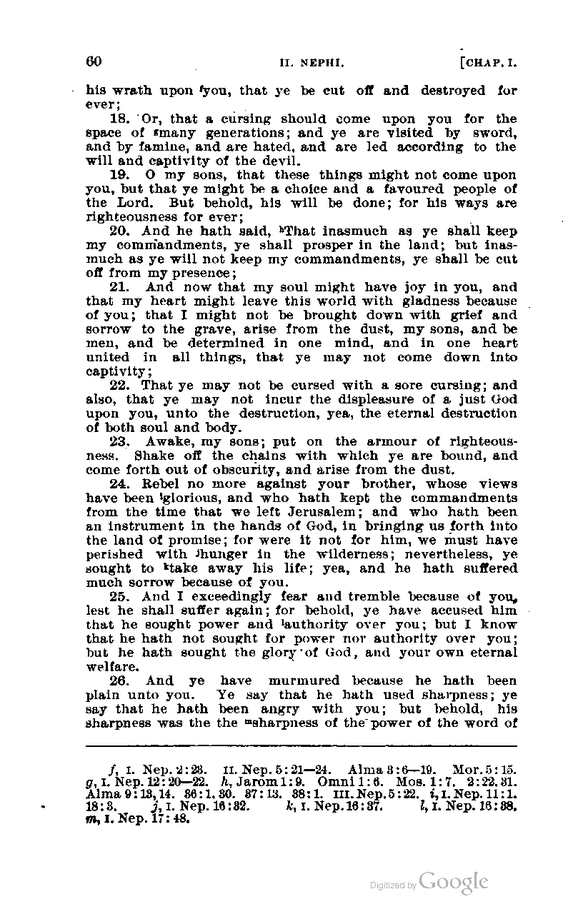 60 II. NEPHI. [CHAP. I.
his wrath upon fyou, that ye be cut off and destroyed for
ever;
18. Or, that a cursing should come upon you for the
space of gmany generations; and ye are visited by sword,
and by famine, and are hated, and are led according to the
will and captivity of the devil.
19. O my sons, that these things might not come upon
you, but that ye might be a choice and a favoured people of
the Lord. But behold, his will be done; for his ways are
righteousness for ever;
20. And he hath said, hThat inasmuch as ye shall keep
my commandments, ye shall prosper in the land; but inas-
much as ye will not keep my commandments, ye shall be cut
off from my presence;
21. And now that my soul might have joy in you, and
that my heart might leave this world with gladness because
of you; that I might not be brought down with grief and
sorrow to the grave, arise from the dust, my sons, and be
men, and be determined in one mind, and in one heart
united in all things, that ye may not come down into
captivity;
22. That ye may not be cursed with a sore cursing; and
also, that ye may not incur the displeasure of a just God
upon you, unto the destruction, yea, the eternal destruction
of both soul and body.
23. Awake, my sons; put on the armour of righteous-
ness. Shake off the chains with which ye are bound, and
come forth out of obscurity, and arise from the dust.
24. Rebel no more against your brother, whose views
have been iglorious, and who hath kept the commandments
from the time that we left Jerusalem; and who hath been
an instrument in the hands of God, in bringing us forth into
the land of promise; for were it not for him, we must have
perished with jhunger in the wilderness; nevertheless, ye
sought to ktake away his life; yea, and he hath suffered
much sorrow because of you.
25. And I exceedingly fear and tremble because of you,
lest he shall suffer again; for behold, ye have accused him
that he sought power and lauthority over you; but I know
that he hath not sought for power nor authority over you;
but he hath sought the glory of God, and your own eternal
welfare.
26. And ye have murmured because he hath been
plain unto you. Ye say that he hath used sharpness; ye
say that he hath been angry with you; but behold, his
sharpness was the the msharpness of the power of the word of
f, I. Nep. 2:23. II. Nep. 5:21—24. Alma 3:6—19. Mor. 5:15.
g, I. Nep. 12:20—22. h, Jarom 1:9. Omni 1:6. Mos. 1:7. 2:22, 31.
Alma 9:13, 14. 36:1, 30. 37:13. 38:1. III. Nep. 5:22. i, I. Nep. 11:1.
18:3. j, I. Nep. 16:32. k, I. Nep. 16:37. l, I. Nep. 16:38.
m, I. Nep. 17:48.
Digitized by Google